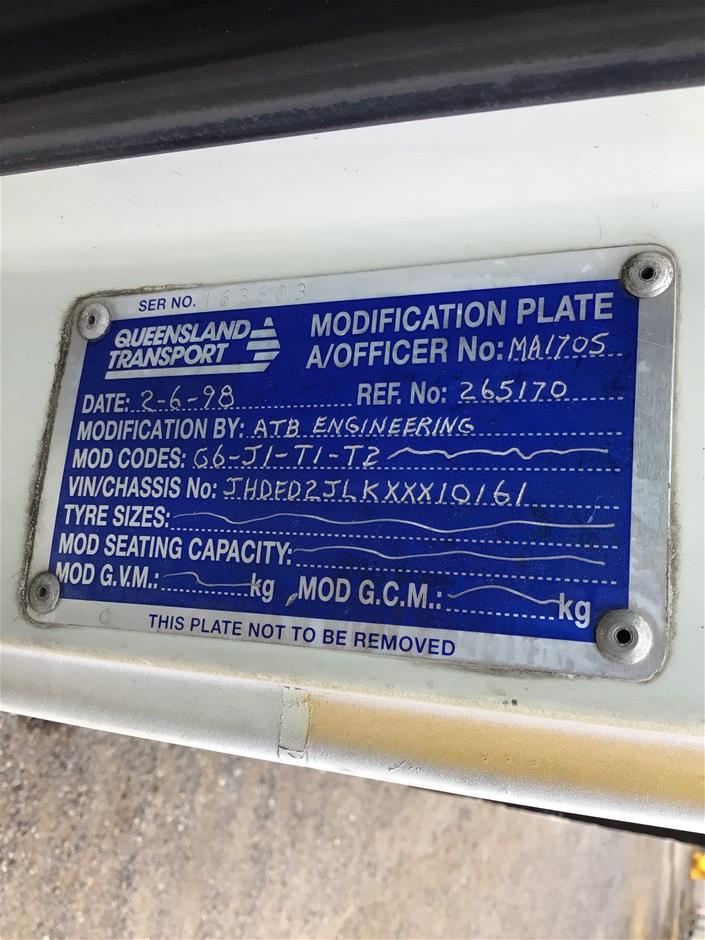 SER NO. 163603
QUEENSLAND TRANSPORT
MODIFICATION PLATE
A/OFFICER No: MA1705
DATE: 2-6-98 REF. No: 265170
MODIFICATION BY: ATB ENGINEERING
MOD CODES: G6-J1-T1-T2
VIN/CHASSIS No: JHDFD2JLKXXX10161
TYRE SIZES:
MOD SEATING CAPACITY:
MOD G.V.M.: kg MOD G.C.M.: kg
THIS PLATE NOT TO BE REMOVED